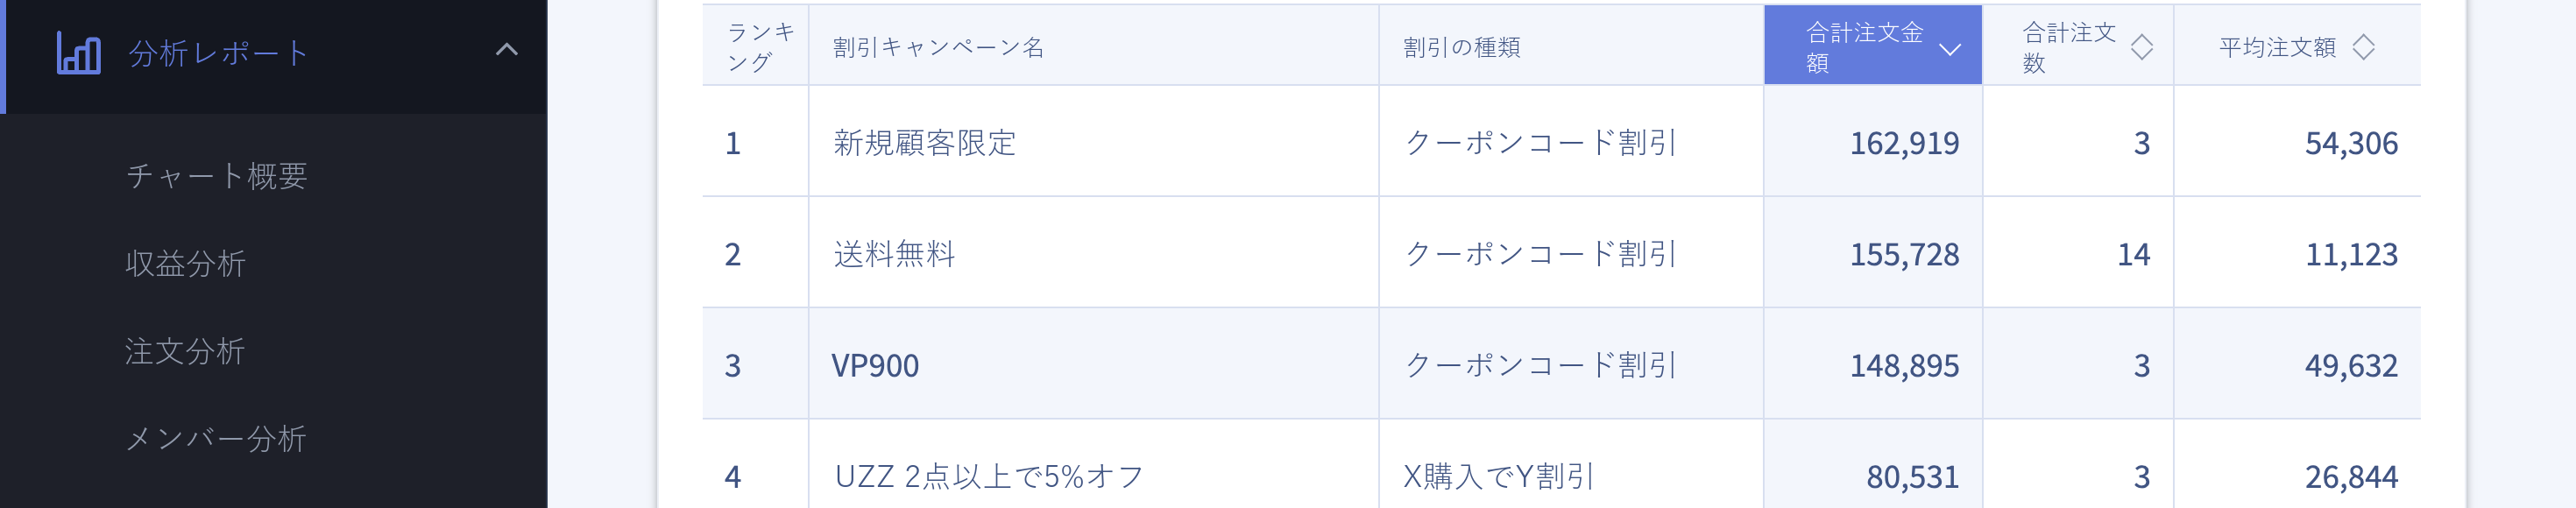 分析レポート
チャート概要
収益分析
注文分析
メンバー分析
ランキ
ング
割引キャンペーン名
割引の種類
合計注文金
額
合計注文
数
平均注文額
1 新規顧客限定 クーポンコード割引 162,919 3 54,306
2 送料無料 クーポンコード割引 155,728 14 11,123
3 VP900 クーポンコード割引 148,895 3 49,632
4 UZZ 2点以上で5%オフ X購入でY割引 80,531 3 26,844